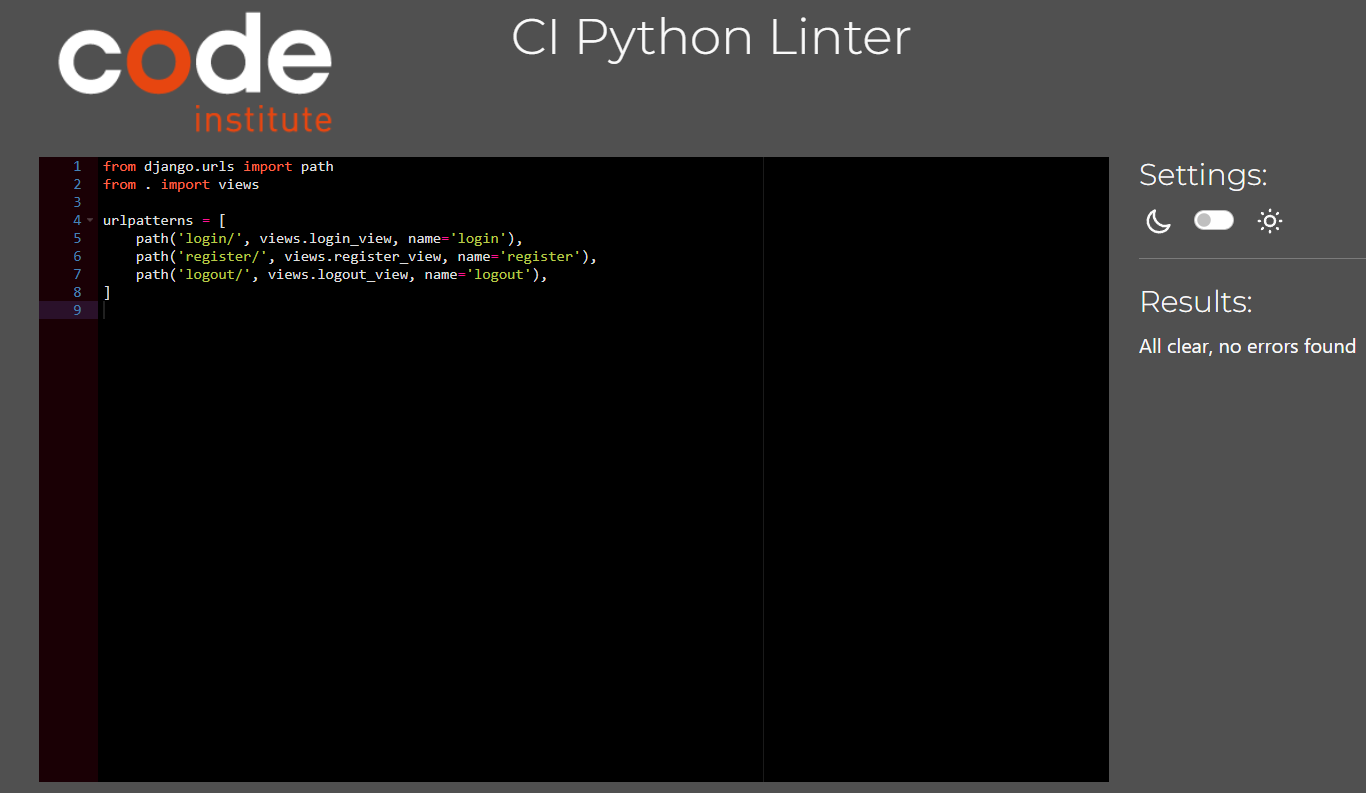 code
institute
CI Python Linter
1 from django.urls import path
2 from . import views
3
4 urlpatterns = [
5     path('login/', views.login_view, name='login'),
6     path('register/', views.register_view, name='register'),
7     path('logout/', views.logout_view, name='logout'),
8 ]
9
Settings:
Results:
All clear, no errors found